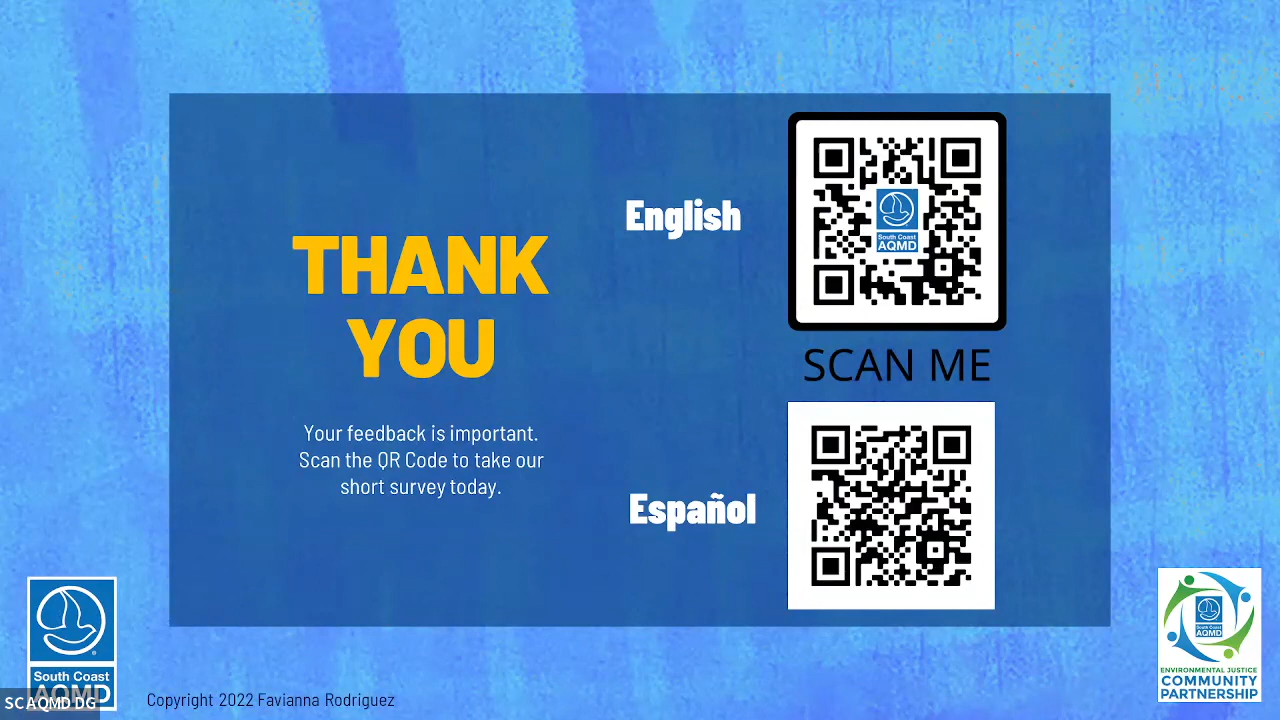 THANK
YOU
Your feedback is important.
Scan the QR Code to take our
short survey today.
English
South Coast
AQMD
SCAN ME
Español
South Coast
AQMD
SC AQMD DG
Copyright 2022 Favianna Rodriguez
South Coast
AQMD
ENVIRONMENTAL JUSTICE
COMMUNITY
PARTNERSHIP